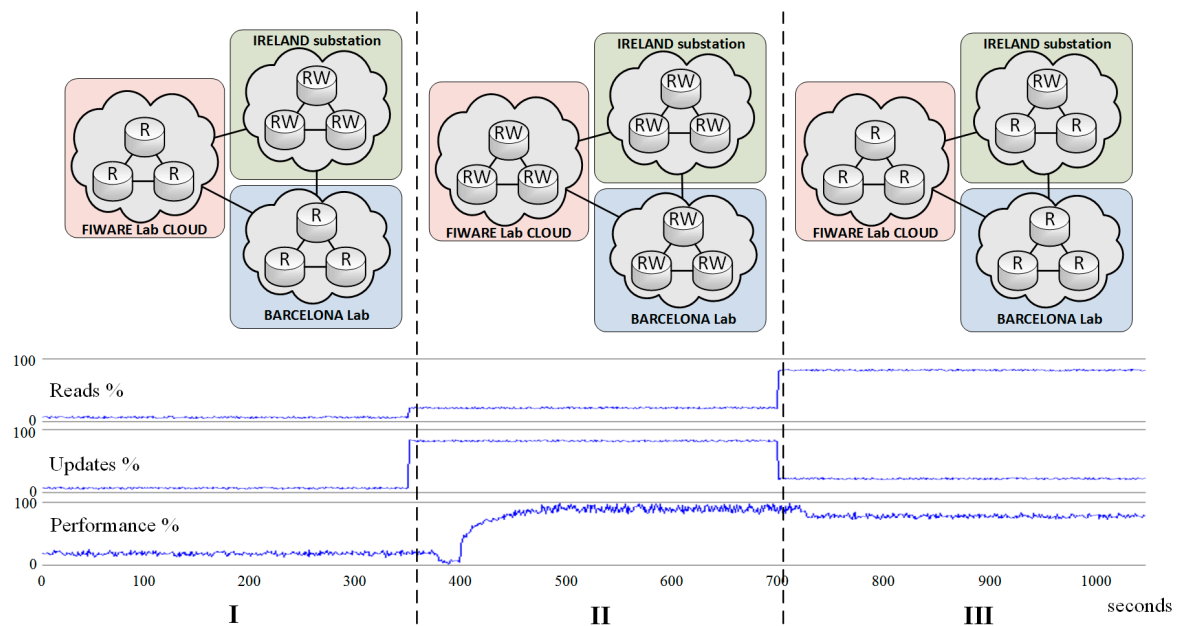 IRELAND substation
RW
RW RW
R
R R
FIWARE Lab CLOUD
R
R R
BARCELONA Lab
IRELAND substation
RW
RW RW
RW
RW RW
FIWARE Lab CLOUD
RW
RW RW
BARCELONA Lab
IRELAND substation
RW
R R
R
R R
FIWARE Lab CLOUD
R
R R
BARCELONA Lab
100
Reads %
0
100
Updates %
0
100
Performance %
0
0 100 200 300 400 500 600 700 800 900 1000
seconds
I II III